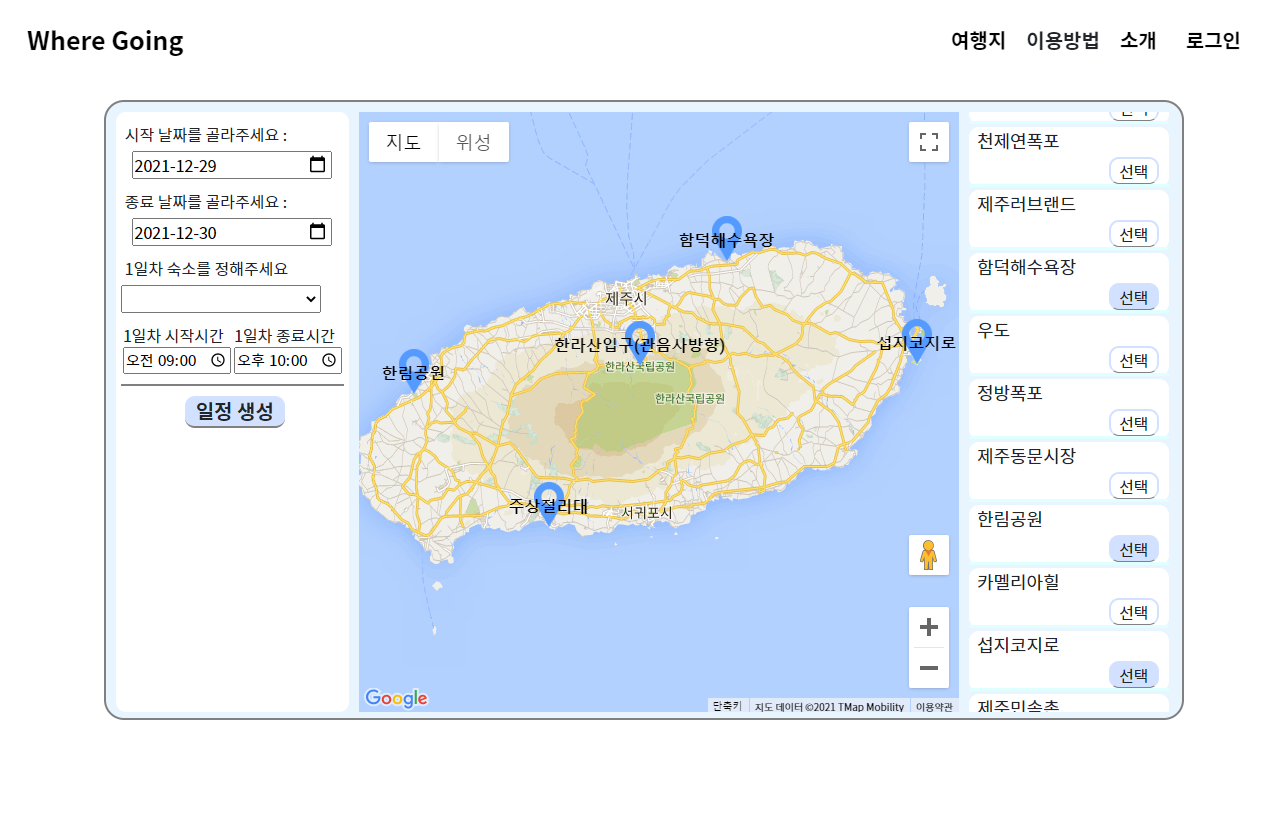 Where Going
여행지 이용방법 소개 로그인
시작 날짜를 골라주세요 :
2021-12-29
종료 날짜를 골라주세요 :
2021-12-30
1일차 숙소를 정해주세요
1일차 시작시간 1일차 종료시간
오전 09:00 오후 10:00
일정 생성
지도 위성
함덕해수욕장
제주시
한라산입구(관음사방향)
섭지코지로
한라산국립공원
한림공원
한라산국립공원
주상절리대
서귀포시
Google
단축키 지도 데이터 ©2021 TMap Mobility 이용약관
선택
천제연폭포
선택
제주러브랜드
선택
함덕해수욕장
선택
우도
선택
정방폭포
선택
제주동문시장
선택
한림공원
선택
카멜리아힐
선택
섭지코지로
선택
제주민속촌